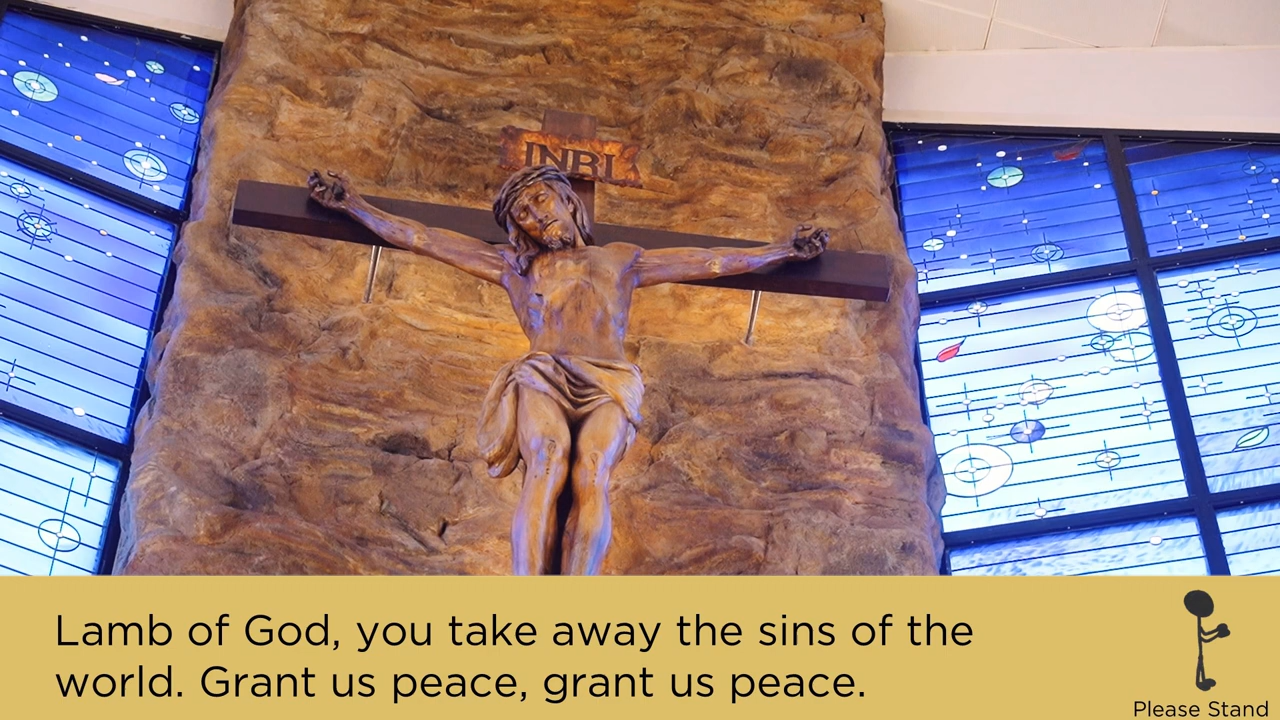 INRI
Lamb of God, you take away the sins of the
world. Grant us peace, grant us peace.
Please Stand